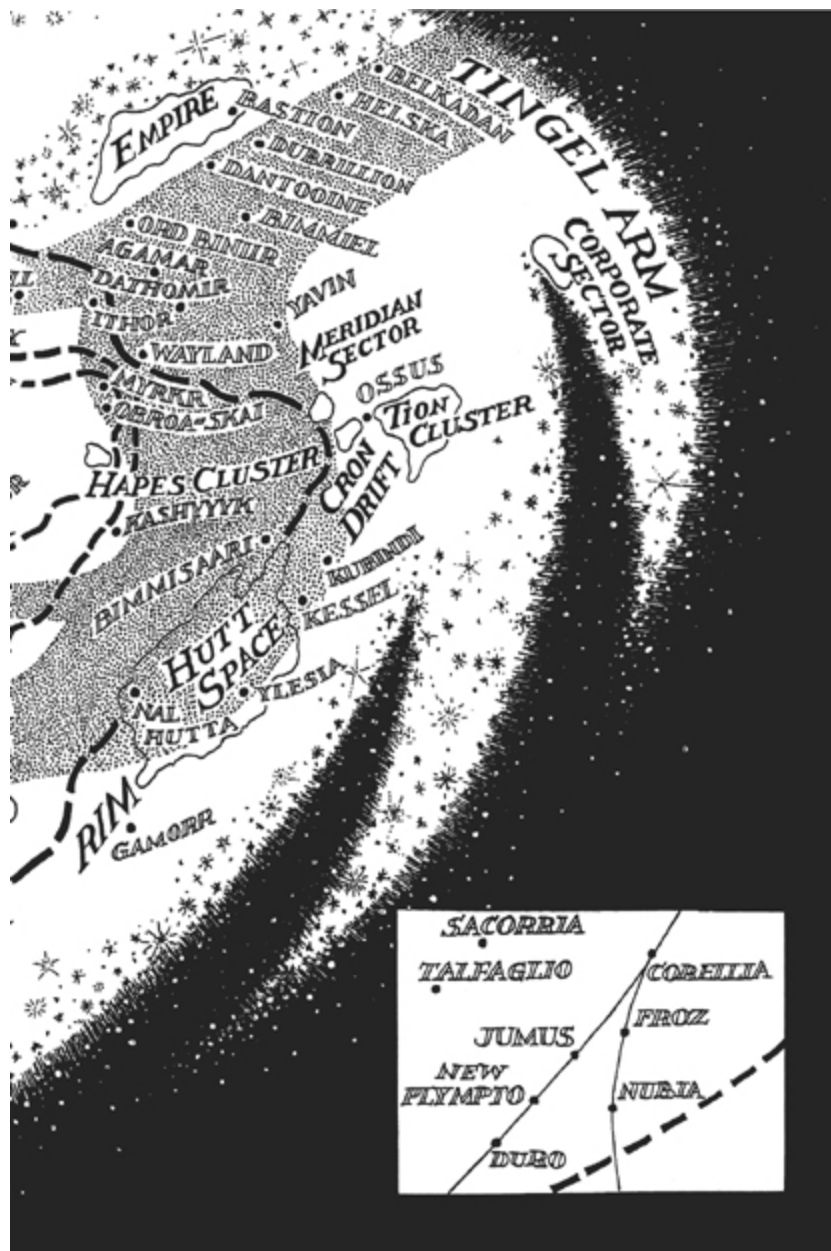 TINGEL ARM
BELKADAN
HELSKA
EMPIRE
BASTION
DUBRILLION
DANTOOINE
BIMMIEL
ORD BINIIR
AGAMAR
DATHOMIR
ITHOR
YAVIN
CORPORATE
SECTOR
MERIDIAN
SECTOR
WAYLAND
MYRKR
OBROA-SKAI
OSSUS
TION
CLUSTER
HAPES CLUSTER
CRON
DRIFT
KASHYYYK
BIMMISAARI
KUBINDI
KESSEL
HUTT
SPACE
YLESIA
NAL
HUTTA
RIM
GAMORR
SACORRIA
TALFAGLIO
CORELLIA
FROZ
JUMUS
NEW
PLYMPTO
NUBIA
DURO